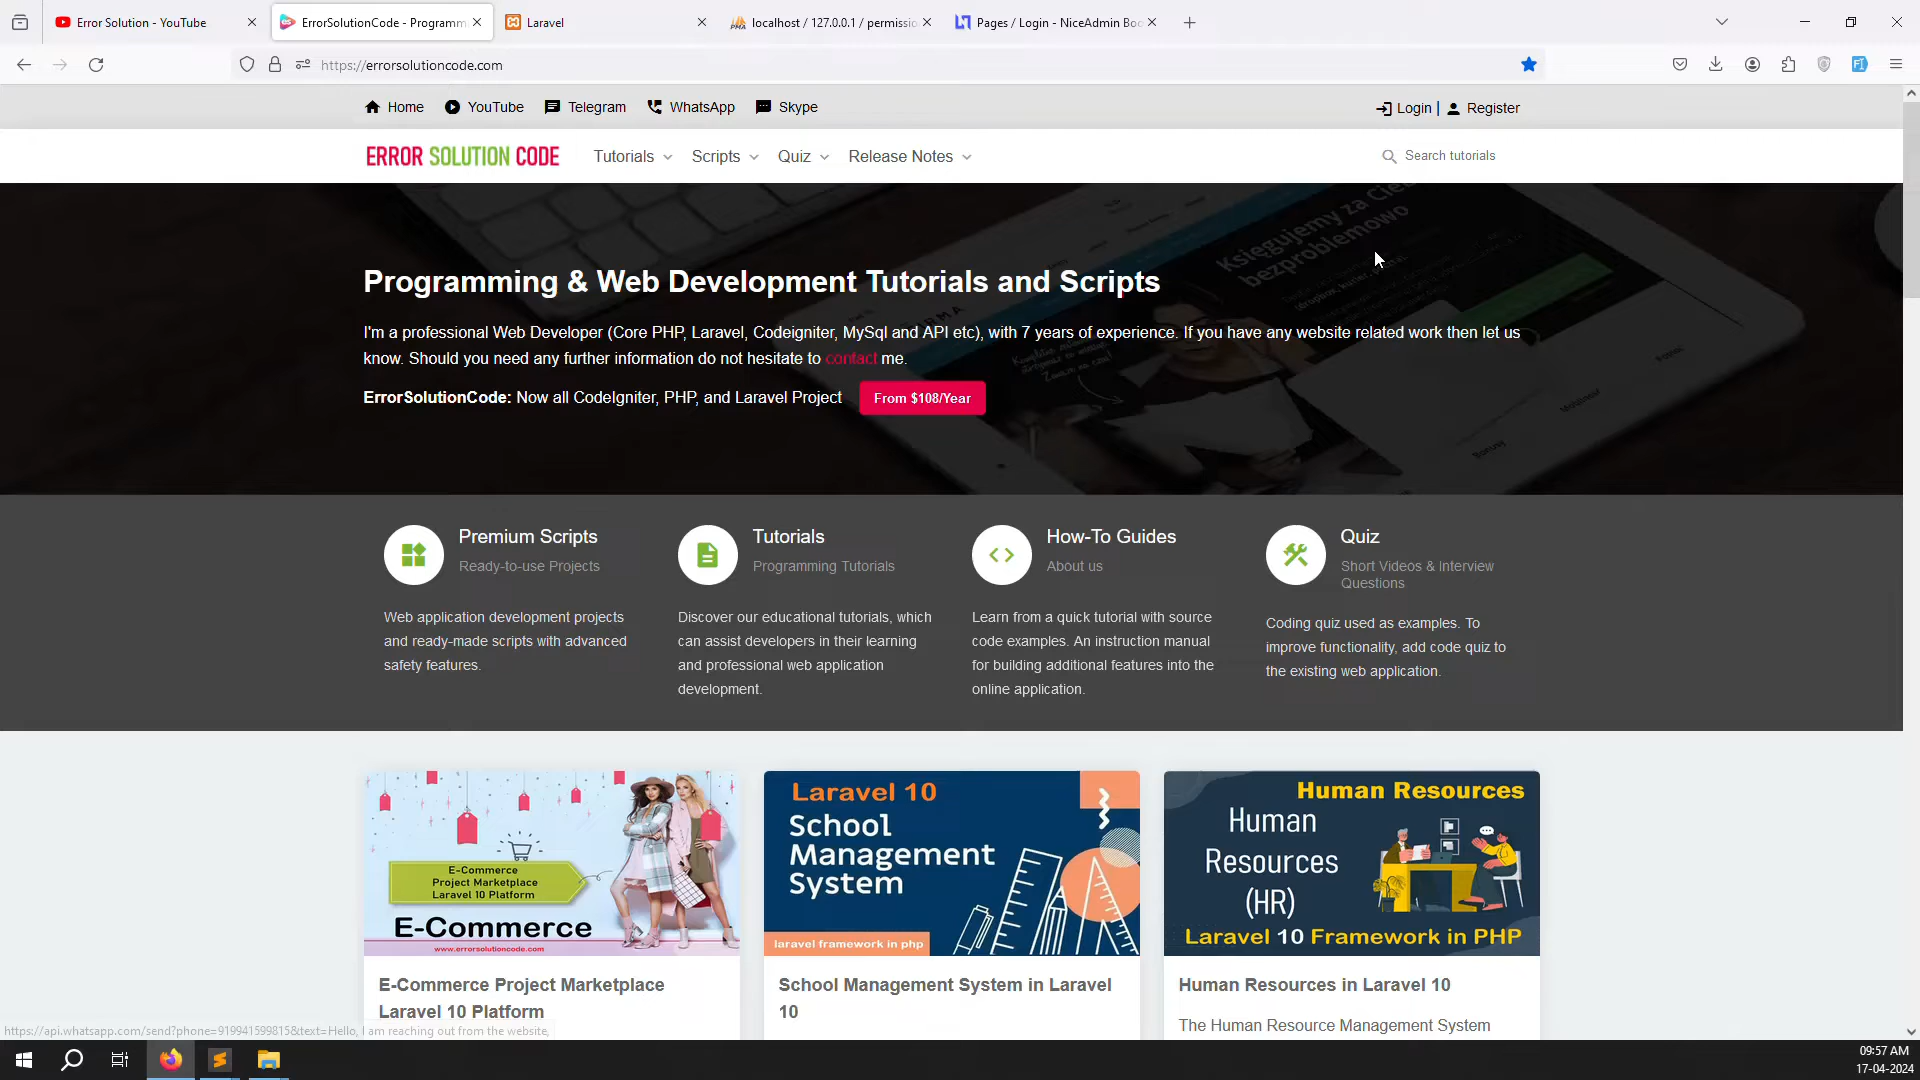 Error Solution - YouTube
ErrorSolutionCode - Programm
Laravel
localhost / 127.0.0.1 / permissio
Pages / Login - NiceAdmin Boo
https://errorsolutioncode.com
Home
YouTube
Telegram
WhatsApp
Skype
Login | Register
ERROR SOLUTION CODE
Tutorials
Scripts
Quiz
Release Notes
Search tutorials
Księgujemy za Cie
bezproblemowo
Programming & Web Development Tutorials and Scripts
I'm a professional Web Developer (Core PHP, Laravel, Codeigniter, MySql and API etc), with 7 years of experience. If you have any website related work then let us
know. Should you need any further information do not hesitate to contact me.
ErrorSolutionCode: Now all CodeIgniter, PHP, and Laravel Project
From $108/Year
Premium Scripts
Ready-to-use Projects
Web application development projects
and ready-made scripts with advanced
safety features.
Tutorials
Programming Tutorials
Discover our educational tutorials, which
can assist developers in their learning
and professional web application
development.
How-To Guides
About us
Learn from a quick tutorial with source
code examples. An instruction manual
for building additional features into the
online application.
Quiz
Short Videos & Interview
Questions
Coding quiz used as examples. To
improve functionality, add code quiz to
the existing web application.
E-Commerce
Project Marketplace
Laravel 10 Platform
E-Commerce
www.errorsolutioncode.com
E-Commerce Project Marketplace
Laravel 10 Platform
Laravel 10
School
Management
System
laravel framework in php
School Management System in Laravel
10
Human Resources
Human
Resources
(HR)
Laravel 10 Framework in PHP
Human Resources in Laravel 10
The Human Resource Management System
https://api.whatsapp.com/send?phone=919941599815&text=Hello, I am reaching out from the website,
09:57 AM
17-04-2024